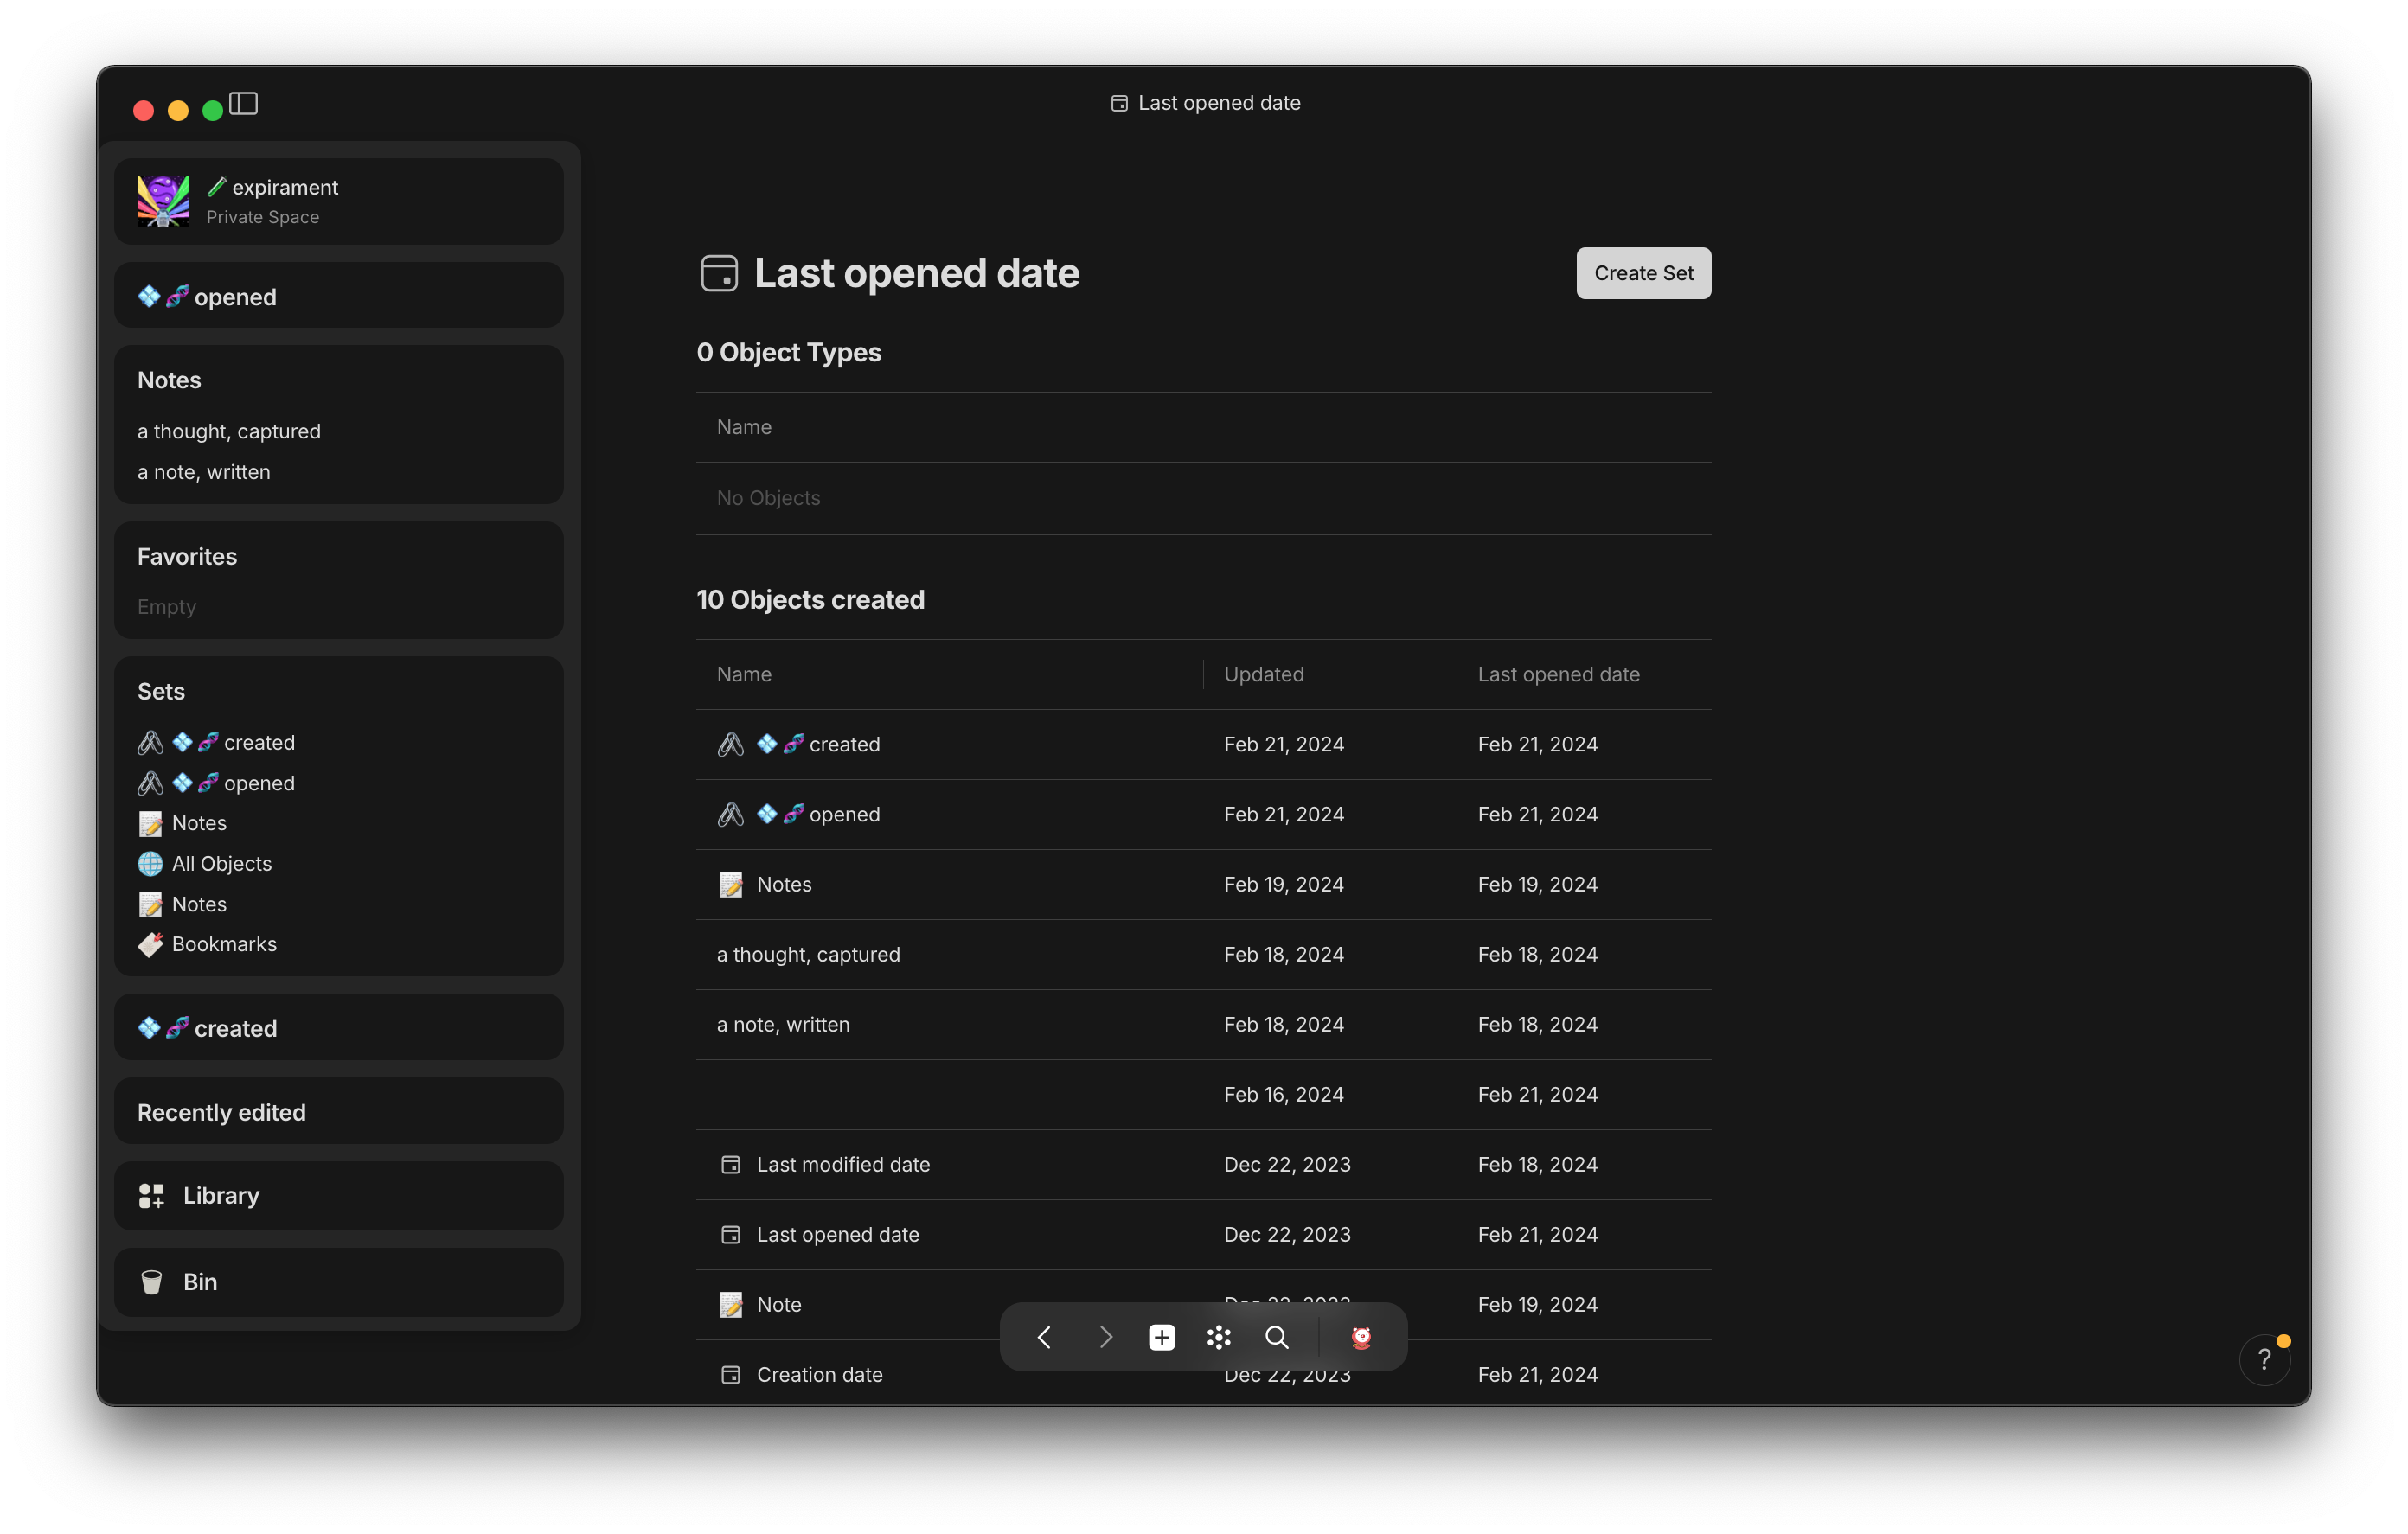 Last opened date
expirament
Private Space
opened
Notes
a thought, captured
a note, written
Favorites
Empty
Sets
created
opened
Notes
All Objects
Notes
Bookmarks
created
Recently edited
Library
Bin
Last opened date
Create Set
0 Object Types
Name
No Objects
10 Objects created
Name Updated Last opened date
created Feb 21, 2024 Feb 21, 2024
opened Feb 21, 2024 Feb 21, 2024
Notes Feb 19, 2024 Feb 19, 2024
a thought, captured Feb 18, 2024 Feb 18, 2024
a note, written Feb 18, 2024 Feb 18, 2024
Feb 16, 2024 Feb 21, 2024
Last modified date Dec 22, 2023 Feb 18, 2024
Last opened date Dec 22, 2023 Feb 21, 2024
Note Dec 22, 2023 Feb 19, 2024
Creation date Dec 22, 2023 Feb 21, 2024
?